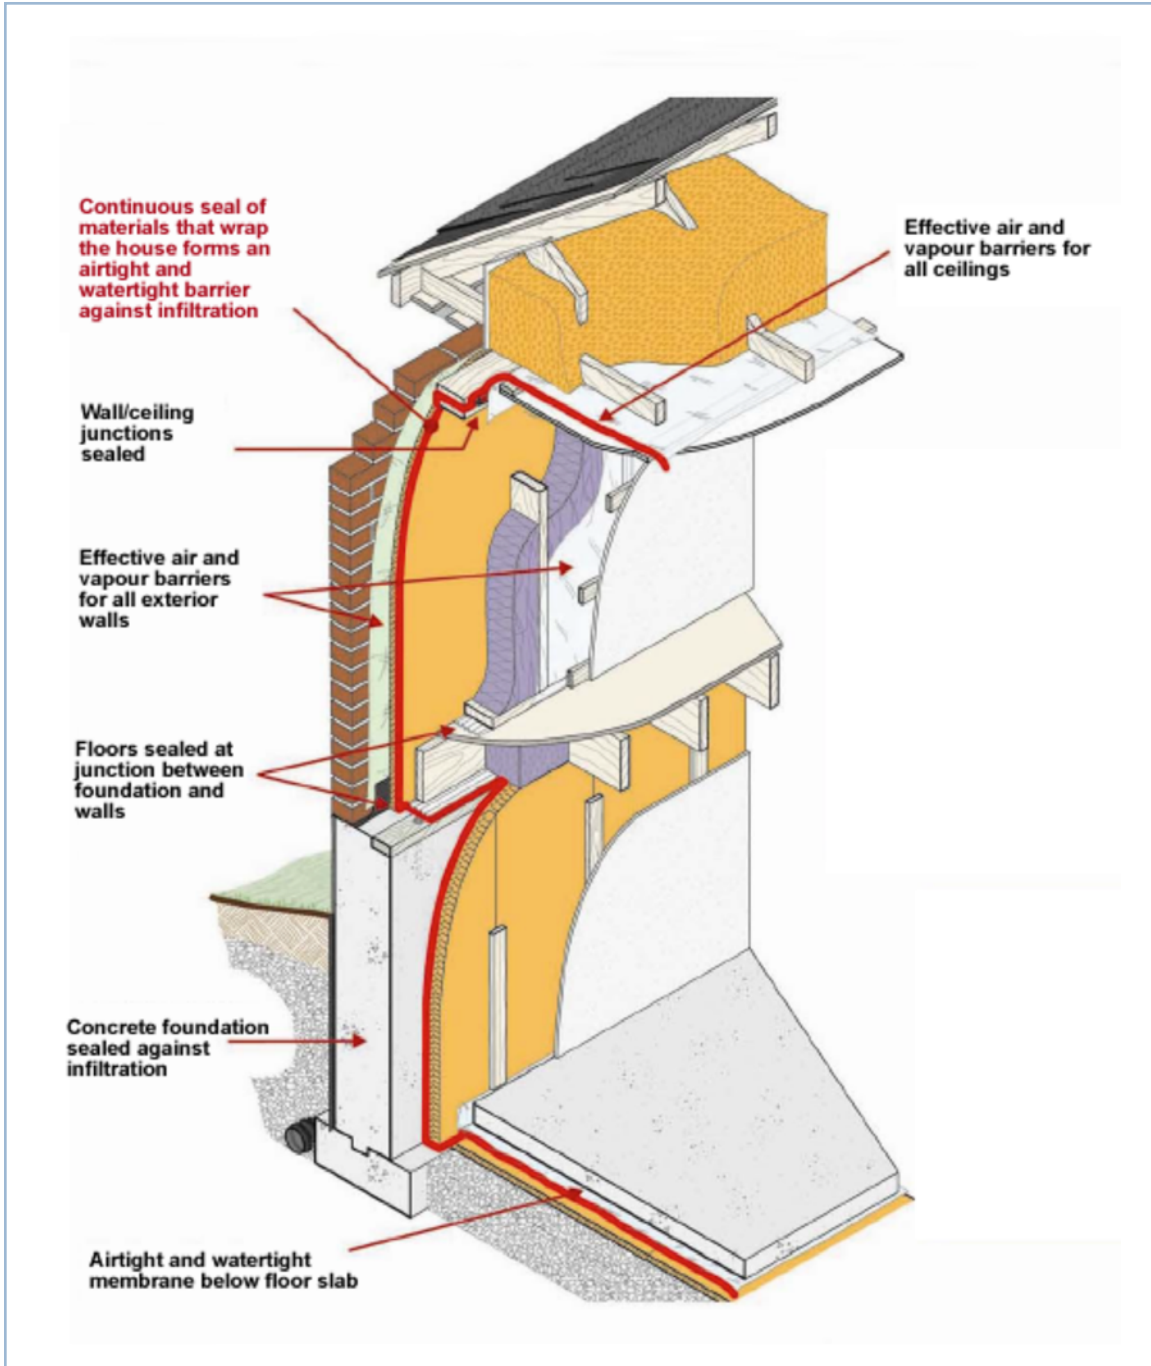 Continuous seal of
materials that wrap
the house forms an
airtight and
watertight barrier
against infiltration
Effective air and
vapour barriers for
all ceilings
Wall/ceiling
junctions
sealed
Effective air and
vapour barriers
for all exterior
walls
Floors sealed at
junction between
foundation and
walls
Concrete foundation
sealed against
infiltration
Airtight and watertight
membrane below floor slab